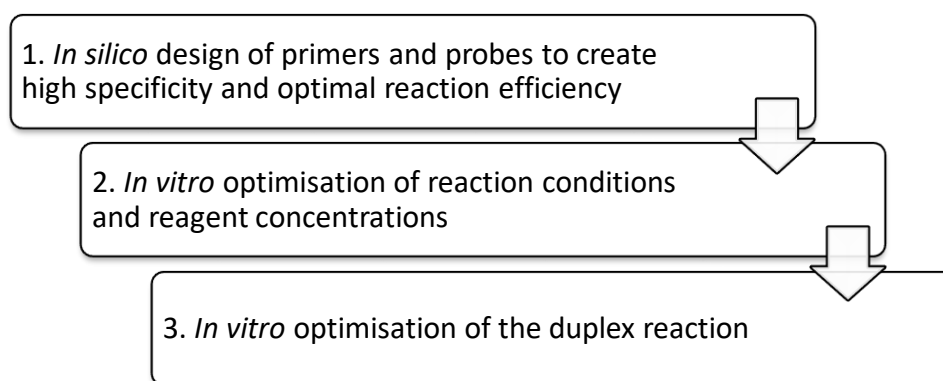 1. In silico design of primers and probes to create
high specificity and optimal reaction efficiency
2. In vitro optimisation of reaction conditions
and reagent concentrations
3. In vitro optimisation of the duplex reaction